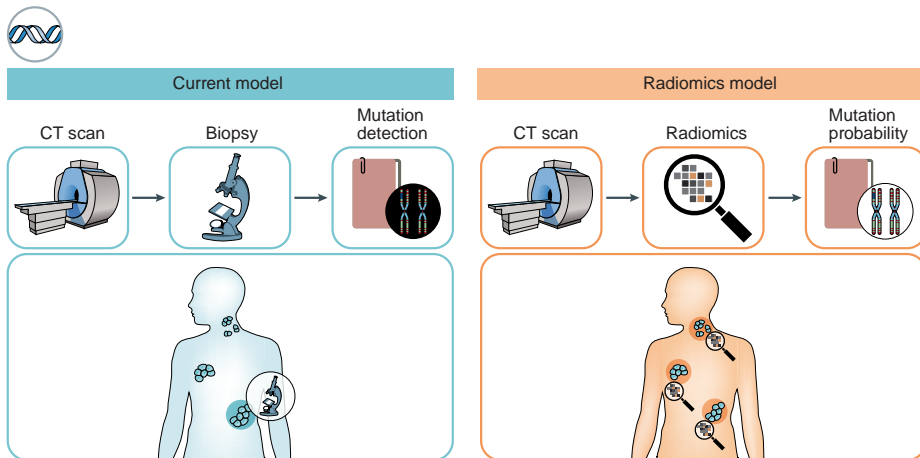 Current model
Radiomics model
CT scan
Biopsy
Mutation
detection
CT scan
Radiomics
Mutation
probability